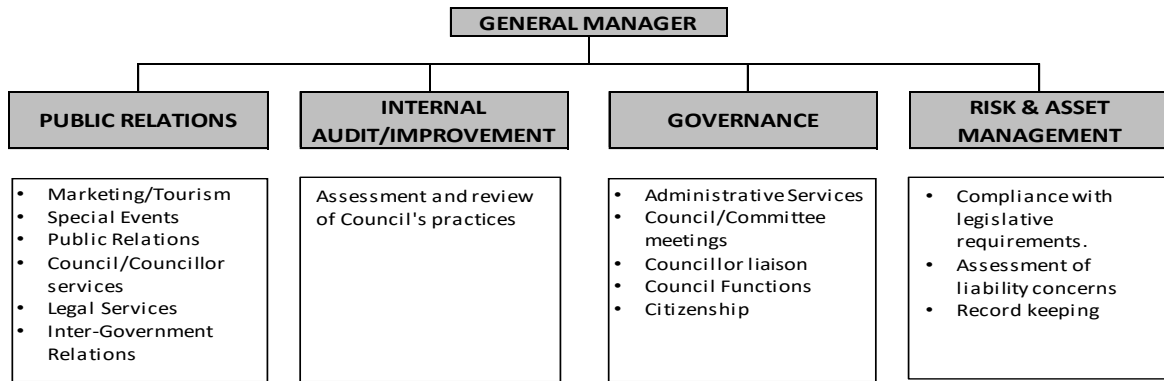 GENERAL MANAGER
PUBLIC RELATIONS
INTERNAL
AUDIT/IMPROVEMENT
GOVERNANCE
RISK & ASSET
MANAGEMENT
• Marketing/Tourism
• Special Events
• Public Relations
• Council/Councillor
services
• Legal Services
• Inter-Government
Relations
Assessment and review
of Council's practices
• Administrative Services
• Council/Committee
meetings
• Councillor liaison
• Council Functions
• Citizenship
• Compliance with
legislative
requirements.
• Assessment of
liability concerns
• Record keeping